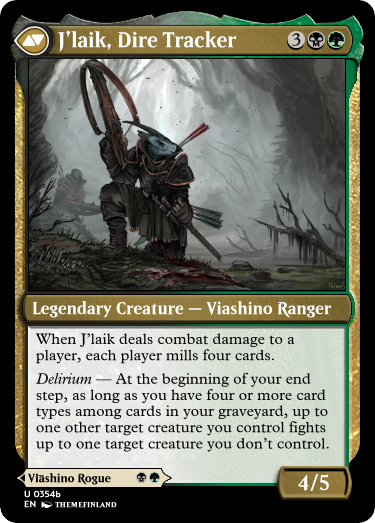 J'laik, Dire Tracker
3
Legendary Creature — Viashino Ranger
When J'laik deals combat damage to a
player, each player mills four cards.
Delirium — At the beginning of your end
step, as long as you have four or more card
types among cards in your graveyard, up to
one other target creature you control fights
up to one target creature you don't control.
Viashino Rogue
4/5
U 0354b
EN THEMEFINLAND